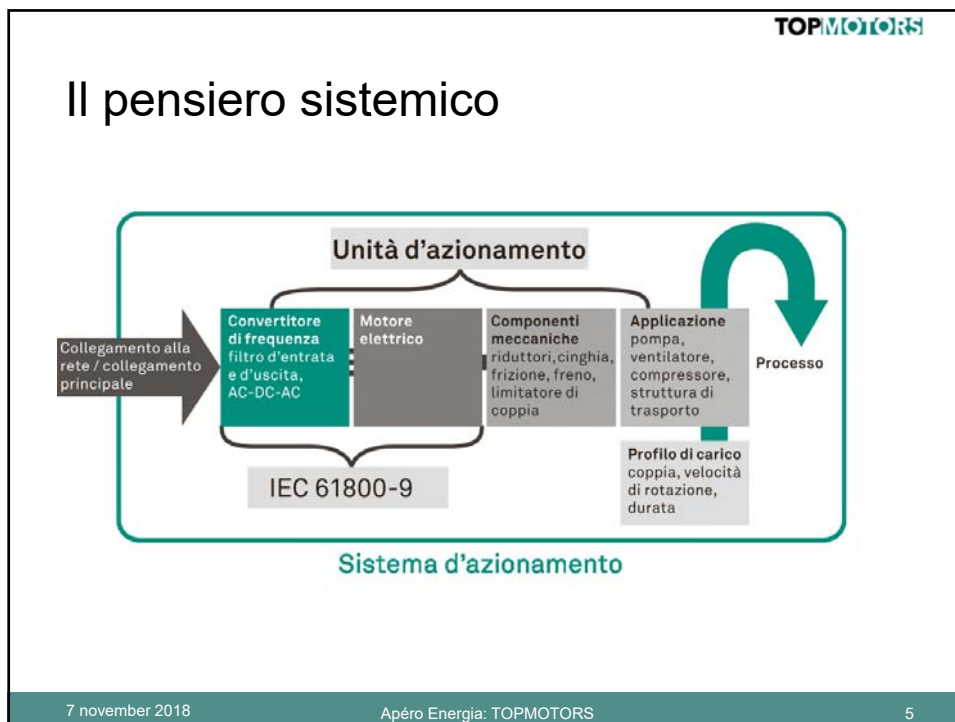 TOPMOTORS
Il pensiero sistemico
Unità d'azionamento
Collegamento alla
rete / collegamento
principale
Convertitore
di frequenza
filtro d'entrata
e d'uscita,
AC-DC-AC
Motore
elettrico
Componenti
meccaniche
riduttori, cinghia,
frizione, freno,
limitatore di
coppia
Applicazione
pompa,
ventilatore,
compressore,
struttura di
trasporto
Processo
Profilo di carico
coppia, velocità
di rotazione,
durata
IEC 61800-9
Sistema d'azionamento
7 november 2018
Apéro Energia: TOPMOTORS
5